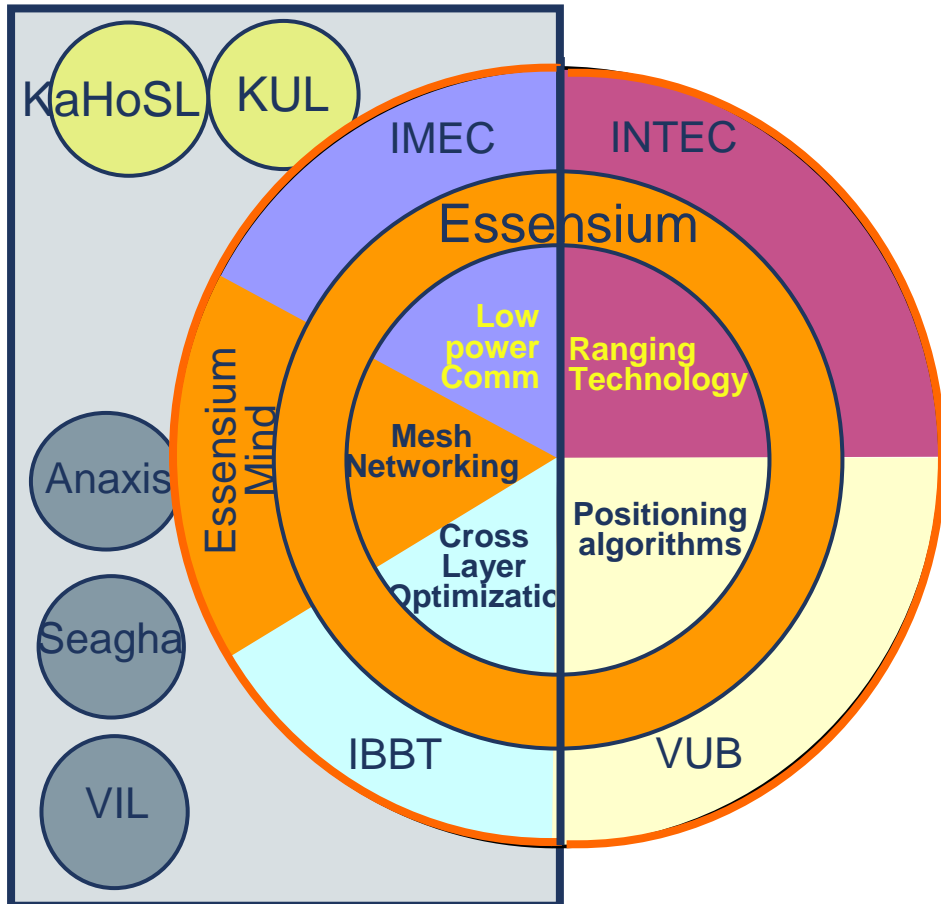 KaHoSL
KUL
IMEC
INTEC
Essensium
Low
power
Comm
Ranging
Technology
Essensium
Mind
Mesh
Networking
Anaxis
Positioning
algorithms
Cross
Layer
Optimizatio
Seagha
IBBT
VUB
VIL